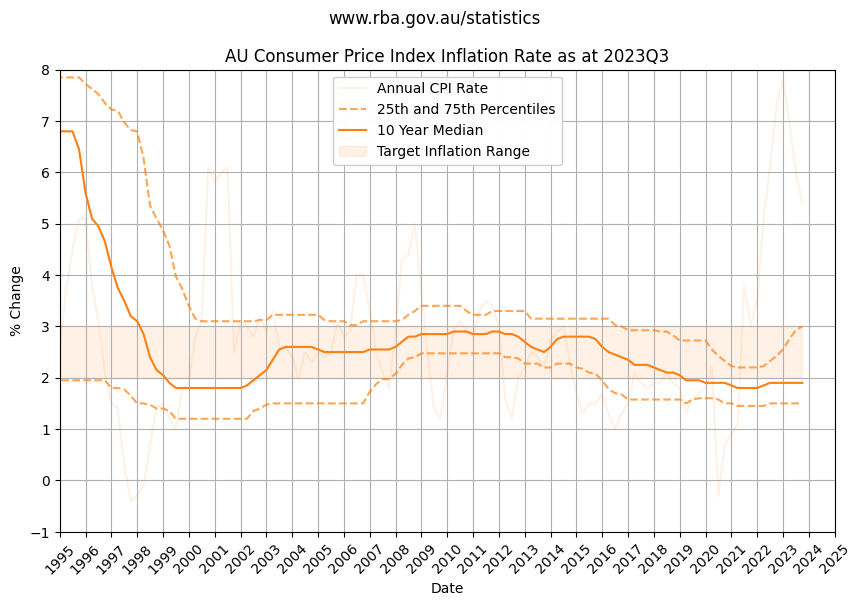 www.rba.gov.au/statistics
AU Consumer Price Index Inflation Rate as at 2023Q3
Annual CPI Rate
25th and 75th Percentiles
10 Year Median
Target Inflation Range
8
7
6
5
4
3
2
1
0
−1
% Change
1995 1996 1997 1998 1999 2000 2001 2002 2003 2004 2005 2006 2007 2008 2009 2010 2011 2012 2013 2014 2015 2016 2017 2018 2019 2020 2021 2022 2023 2024 2025
Date